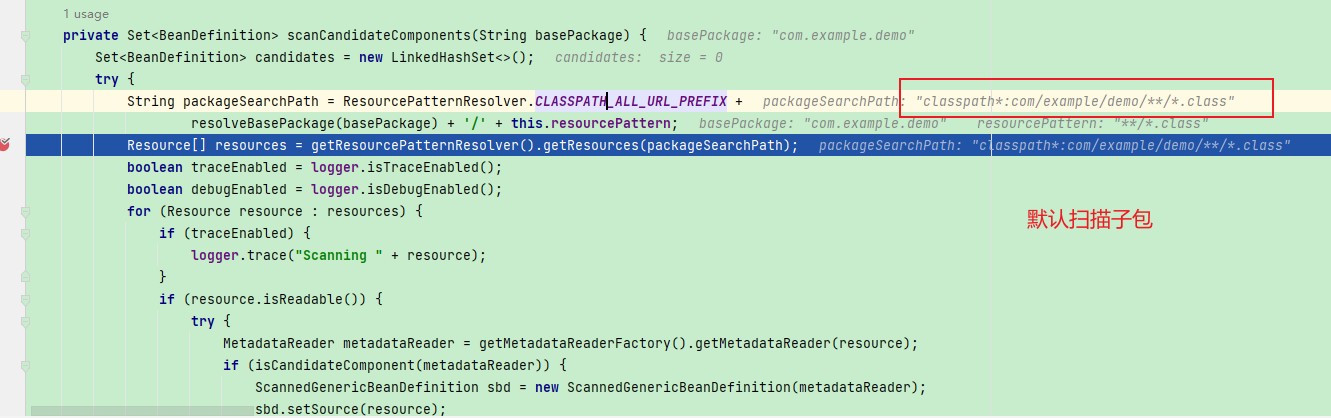 1 usage
private Set<BeanDefinition> scanCandidateComponents(String basePackage) {   basePackage: "com.example.demo"
Set<BeanDefinition> candidates = new LinkedHashSet<>();   candidates:  size = 0
try {
String packageSearchPath = ResourcePatternResolver.CLASSPATH_ALL_URL_PREFIX +   packageSearchPath: "classpath*:com/example/demo/**/*.class"
resolveBasePackage(basePackage) + '/' + this.resourcePattern;   basePackage: "com.example.demo"    resourcePattern: "**/*.class"
Resource[] resources = getResourcePatternResolver().getResources(packageSearchPath);   packageSearchPath: "classpath*:com/example/demo/**/*.class"
boolean traceEnabled = logger.isTraceEnabled();
boolean debugEnabled = logger.isDebugEnabled();
for (Resource resource : resources) {
默认扫描子包
if (traceEnabled) {
logger.trace("Scanning " + resource);
}
if (resource.isReadable()) {
try {
MetadataReader metadataReader = getMetadataReaderFactory().getMetadataReader(resource);
if (isCandidateComponent(metadataReader)) {
ScannedGenericBeanDefinition sbd = new ScannedGenericBeanDefinition(metadataReader);
sbd.setSource(resource);